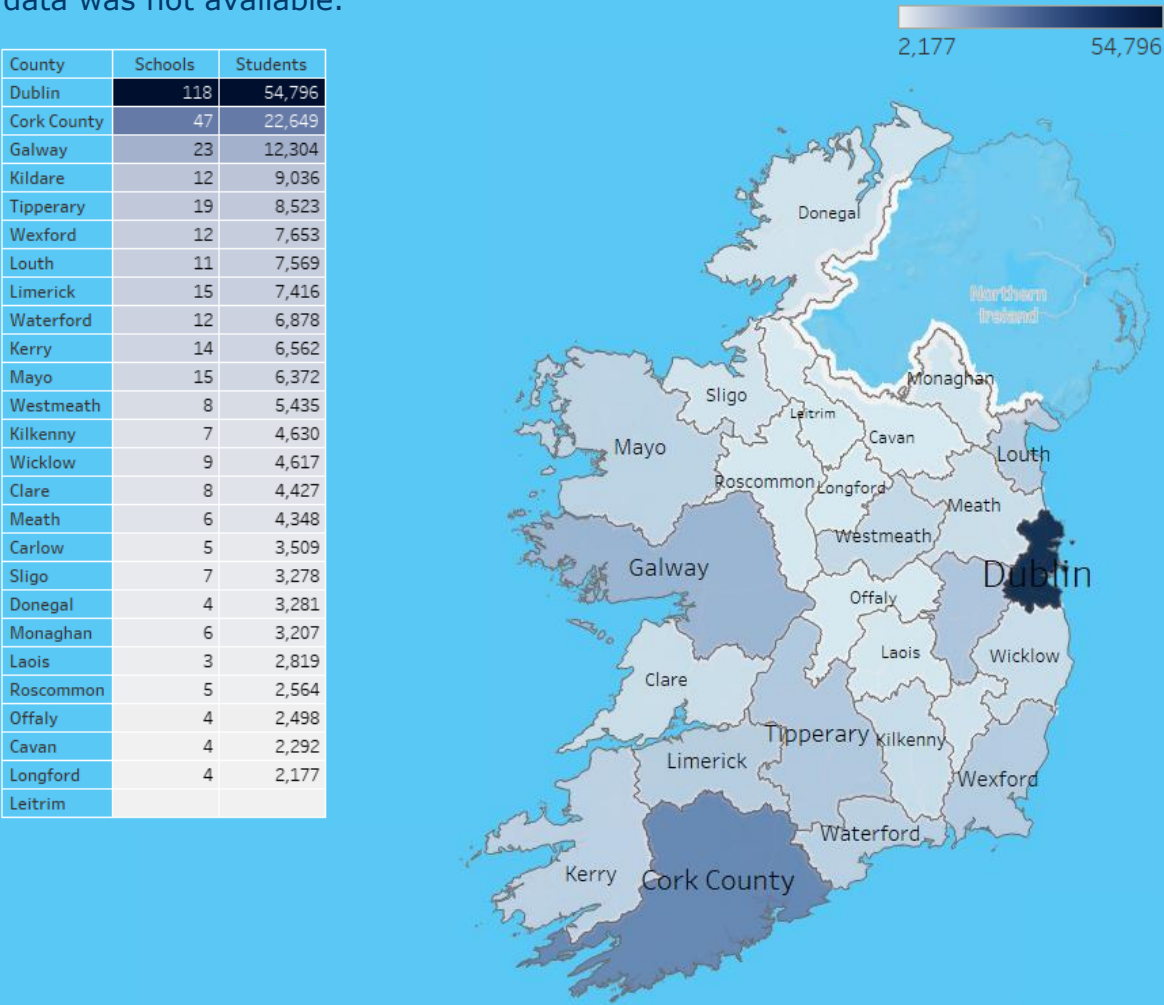 data was not available.
2,177 54,796
County Schools Students
Dublin 118 54,796
Cork County 47 22,649
Galway 23 12,304
Kildare 12 9,036
Tipperary 19 8,523
Wexford 12 7,653
Louth 11 7,569
Limerick 15 7,416
Waterford 12 6,878
Kerry 14 6,562
Mayo 15 6,372
Westmeath 8 5,435
Kilkenny 7 4,630
Wicklow 9 4,617
Clare 8 4,427
Meath 6 4,348
Carlow 5 3,509
Sligo 7 3,278
Donegal 4 3,281
Monaghan 6 3,207
Laois 3 2,819
Roscommon 5 2,564
Offaly 4 2,498
Cavan 4 2,292
Longford 4 2,177
Leitrim
Donegal
Northern
Ireland
Monaghan
Sligo
Leitrim
Cavan
Mayo
Louth
Roscommon
Longford
Meath
Westmeath
Galway
Dublin
Offaly
Laois
Wicklow
Clare
Tipperary
Kilkenny
Limerick
Wexford
Waterford
Kerry
Cork County